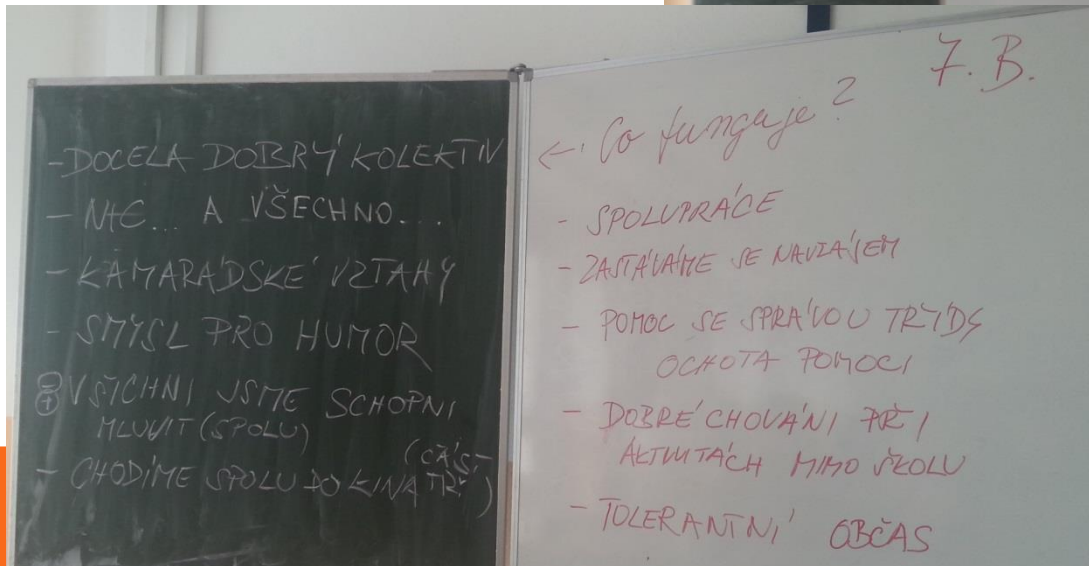 7. B.
← Co funguje?
- SPOLUPRÁCE
- ZASTÁVÁME SE NAVZÁJEM
- POMOC SE SPRÁVOU TŘÍDY
OCHOTA POMOCI
- DOBRÉ CHOVÁNÍ PŘI
AKTIVITÁCH MIMO ŠKOLU
- TOLERANTNÍ OBČAS
- DOCELA DOBRÝ KOLEKTIV
- NIC... A VŠECHNO....
- KAMARÁDSKÉ VZTAHY
- SMYSL PRO HUMOR
⊖⊕ VŠICHNI JSME SCHOPNI
MLUVIT (SPOLU)
- CHODÍME SPOLU DO KINA (ČÁST
TŘ.)